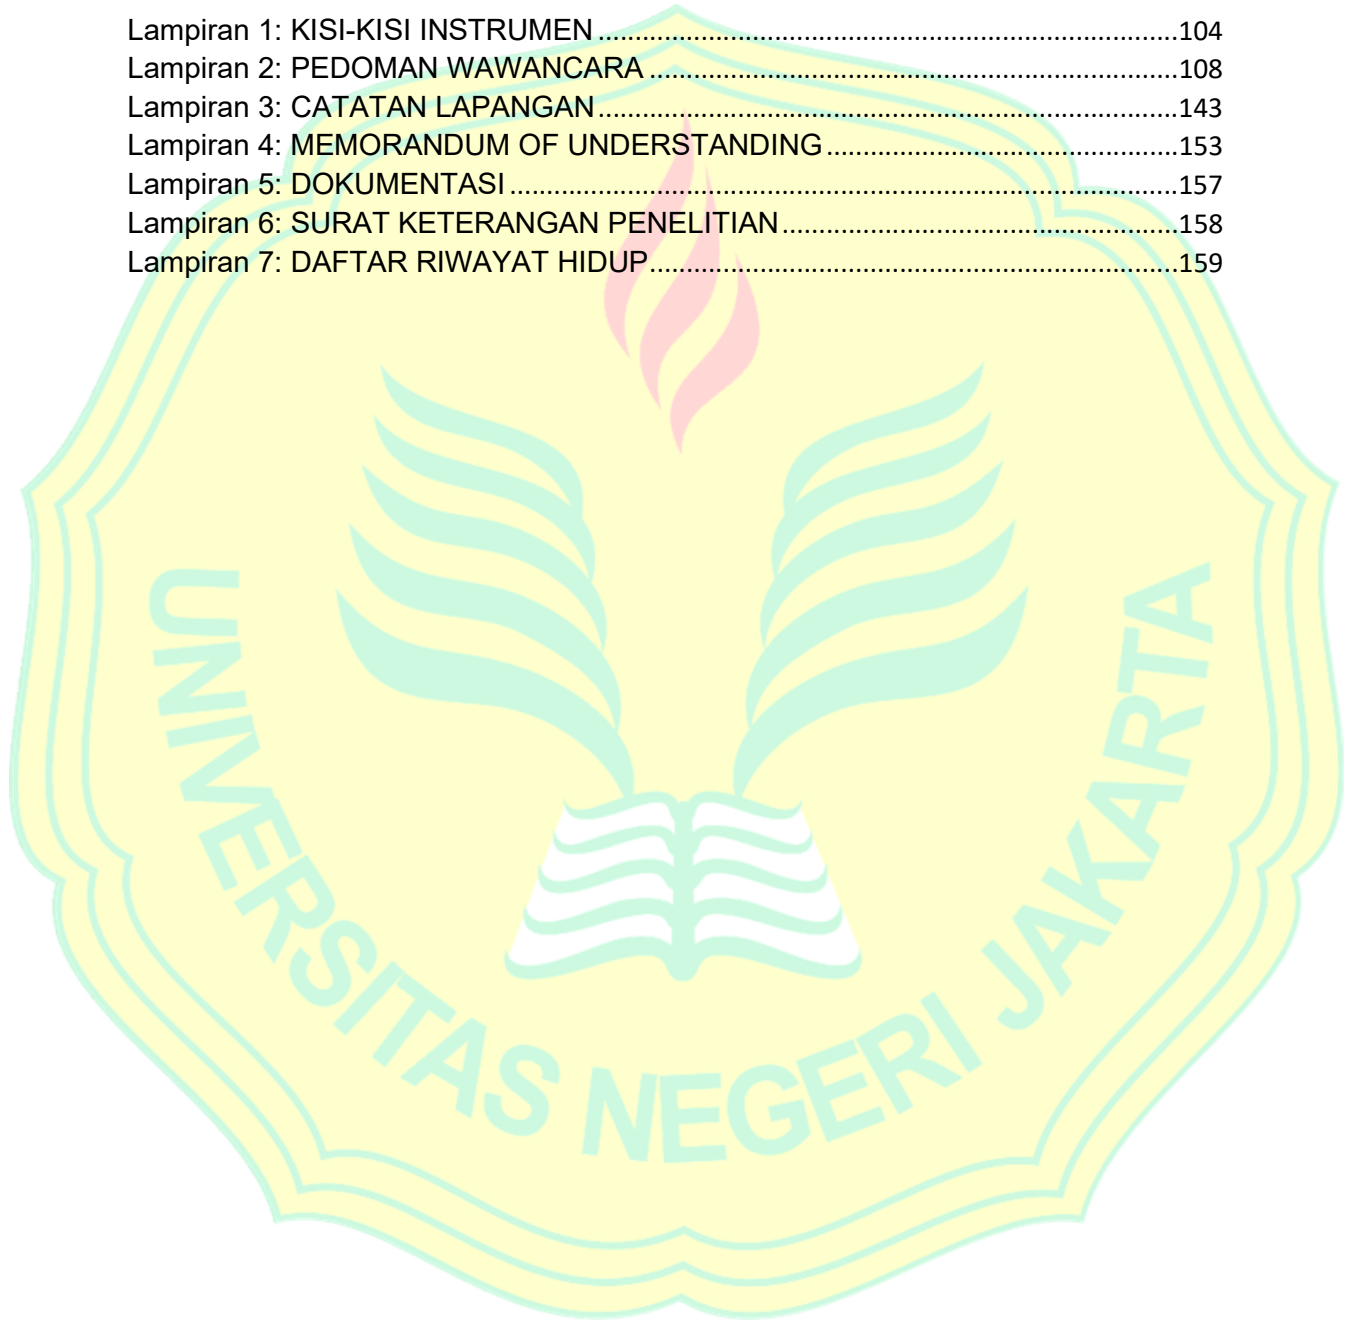 Lampiran 1: KISI-KISI INSTRUMEN...............................................................................104
Lampiran 2: PEDOMAN WAWANCARA........................................................................108
Lampiran 3: CATATAN LAPANGAN...............................................................................143
Lampiran 4: MEMORANDUM OF UNDERSTANDING................................................153
Lampiran 5: DOKUMENTASI...........................................................................................157
Lampiran 6: SURAT KETERANGAN PENELITIAN......................................................158
Lampiran 7: DAFTAR RIWAYAT HIDUP........................................................................159
UNIVERSITAS NEGERI JAKARTA